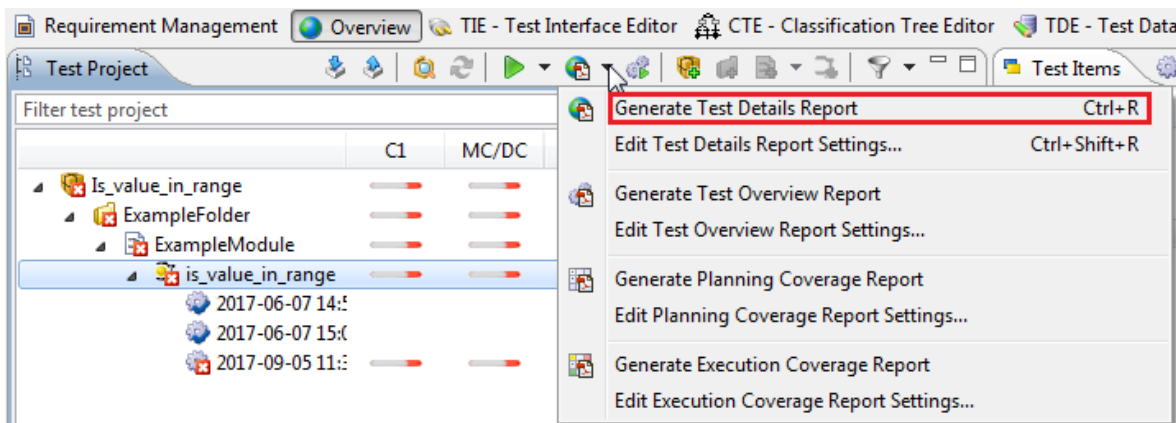 Requirement Management Overview TIE - Test Interface Editor CTE - Classification Tree Editor TDE - Test Data
Test Project Test Items
Filter test project
C1 MC/DC
Is_value_in_range
ExampleFolder
ExampleModule
is_value_in_range
2017-06-07 14:5
2017-06-07 15:0
2017-09-05 11:3
Generate Test Details Report Ctrl+R
Edit Test Details Report Settings... Ctrl+Shift+R
Generate Test Overview Report
Edit Test Overview Report Settings...
Generate Planning Coverage Report
Edit Planning Coverage Report Settings...
Generate Execution Coverage Report
Edit Execution Coverage Report Settings...